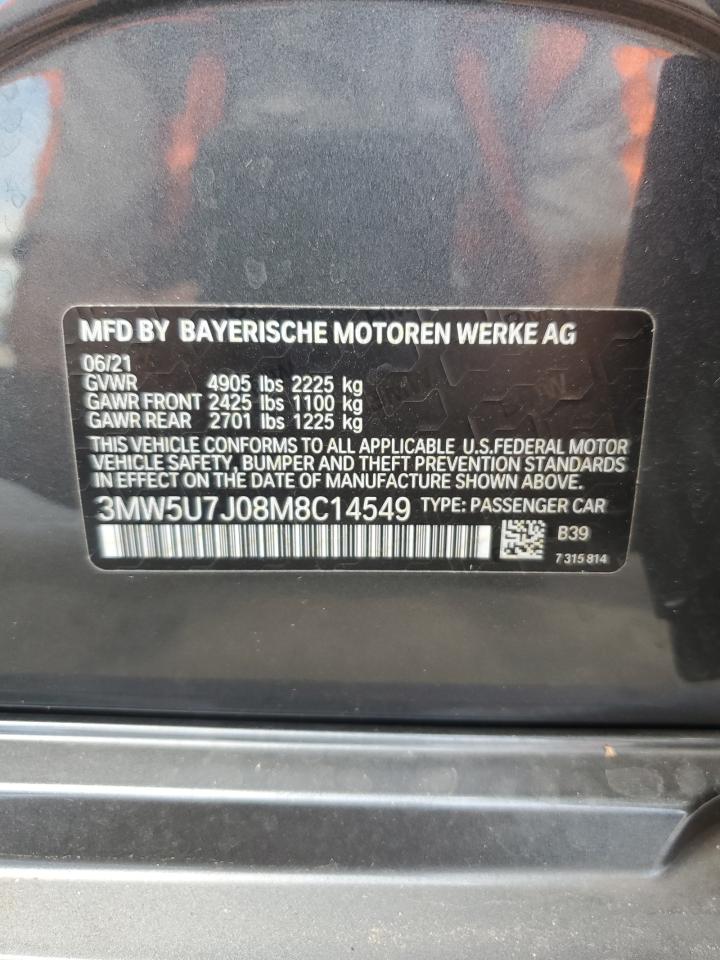 MFD BY BAYERISCHE MOTOREN WERKE AG
06/21
GVWR 4905 lbs 2225 kg
GAWR FRONT 2425 lbs 1100 kg
GAWR REAR 2701 lbs 1225 kg
THIS VEHICLE CONFORMS TO ALL APPLICABLE U.S.FEDERAL MOTOR
VEHICLE SAFETY, BUMPER AND THEFT PREVENTION STANDARDS
IN EFFECT ON THE DATE OF MANUFACTURE SHOWN ABOVE.
3MW5U7J08M8C14549 TYPE: PASSENGER CAR
B39
7 315 814